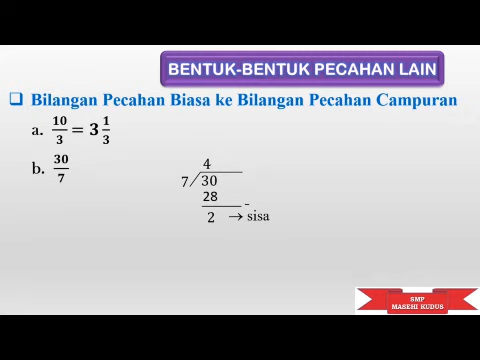 BENTUK-BENTUK PECAHAN LAIN
❑ Bilangan Pecahan Biasa ke Bilangan Pecahan Campuran
a. 10/3 = 3 1/3
b. 30/7
4
7 / 30
28 -
2 → sisa
SMP
MASEHI KUDUS